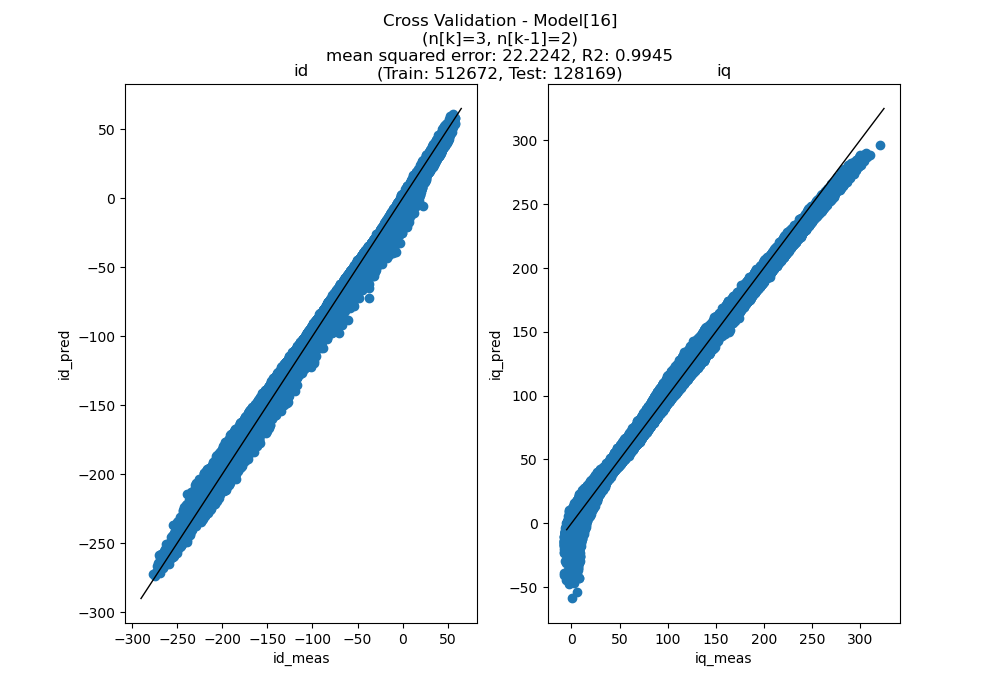 Cross Validation - Model[16]
(n[k]=3, n[k-1]=2)
mean squared error: 22.2242, R2: 0.9945
(Train: 512672, Test: 128169)
id
50
0
−50
−100
−150
−200
−250
−300
id_pred
−300 −250 −200 −150 −100 −50 0 50
id_meas
iq
300
250
200
150
100
50
0
−50
iq_pred
0 50 100 150 200 250 300
iq_meas